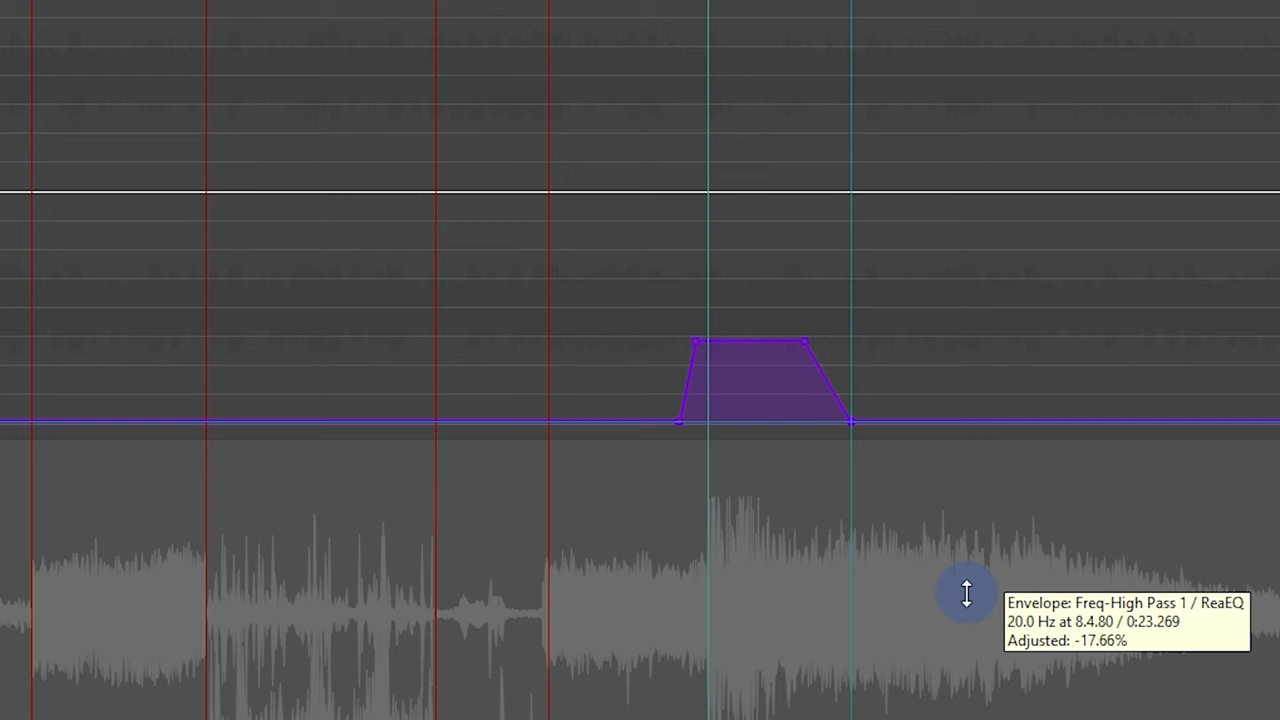 Envelope: Freq-High Pass 1 / ReaEQ
20.0 Hz at 8.4.80 / 0:23.269
Adjusted: -17.66%